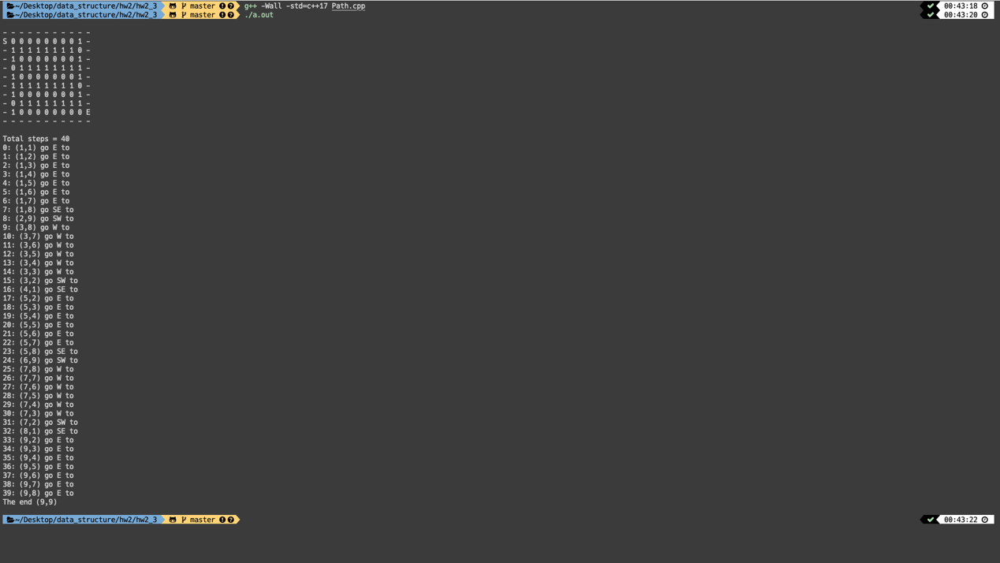 ~/Desktop/data_structure/hw2/hw2_3 master g++ -Wall -std=c++17 Path.cpp 00:43:18
~/Desktop/data_structure/hw2/hw2_3 master ./a.out 00:43:20
- - - - - - - - - - -
S 0 0 0 0 0 0 0 0 1 -
- 1 1 1 1 1 1 1 1 0 -
- 1 0 0 0 0 0 0 0 1 -
- 0 1 1 1 1 1 1 1 1 -
- 1 0 0 0 0 0 0 0 1 -
- 1 1 1 1 1 1 1 1 0 -
- 1 0 0 0 0 0 0 0 1 -
- 0 1 1 1 1 1 1 1 1 -
- 1 0 0 0 0 0 0 0 0 E
- - - - - - - - - - -
Total steps = 40
0: (1,1) go E to
1: (1,2) go E to
2: (1,3) go E to
3: (1,4) go E to
4: (1,5) go E to
5: (1,6) go E to
6: (1,7) go E to
7: (1,8) go SE to
8: (2,9) go SW to
9: (3,8) go W to
10: (3,7) go W to
11: (3,6) go W to
12: (3,5) go W to
13: (3,4) go W to
14: (3,3) go W to
15: (3,2) go SW to
16: (4,1) go SE to
17: (5,2) go E to
18: (5,3) go E to
19: (5,4) go E to
20: (5,5) go E to
21: (5,6) go E to
22: (5,7) go E to
23: (5,8) go SE to
24: (6,9) go SW to
25: (7,8) go W to
26: (7,7) go W to
27: (7,6) go W to
28: (7,5) go W to
29: (7,4) go W to
30: (7,3) go W to
31: (7,2) go SW to
32: (8,1) go SE to
33: (9,2) go E to
34: (9,3) go E to
35: (9,4) go E to
36: (9,5) go E to
37: (9,6) go E to
38: (9,7) go E to
39: (9,8) go E to
The end (9,9)
~/Desktop/data_structure/hw2/hw2_3 master 00:43:22